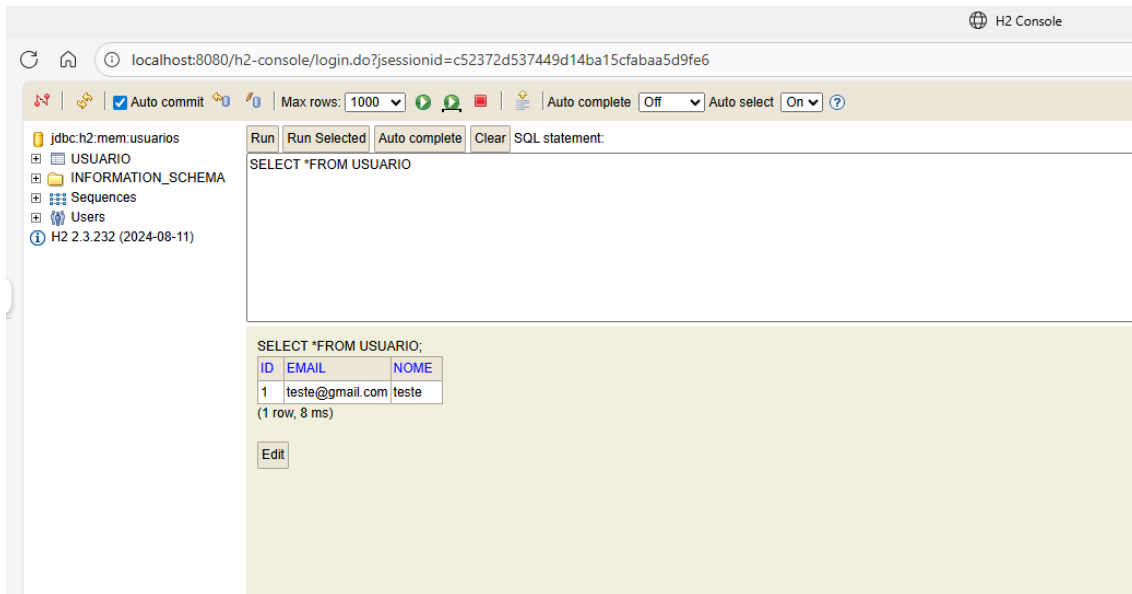 H2 Console
localhost:8080/h2-console/login.do?jsessionid=c52372d537449d14ba15cfabaa5d9fe6
Auto commit Max rows: 1000 Auto complete Off Auto select On
jdbc:h2:mem:usuarios
USUARIO
INFORMATION_SCHEMA
Sequences
Users
H2 2.3.232 (2024-08-11)
Run Run Selected Auto complete Clear SQL statement:
SELECT *FROM USUARIO
SELECT *FROM USUARIO;
ID EMAIL NOME
1 teste@gmail.com teste
(1 row, 8 ms)
Edit